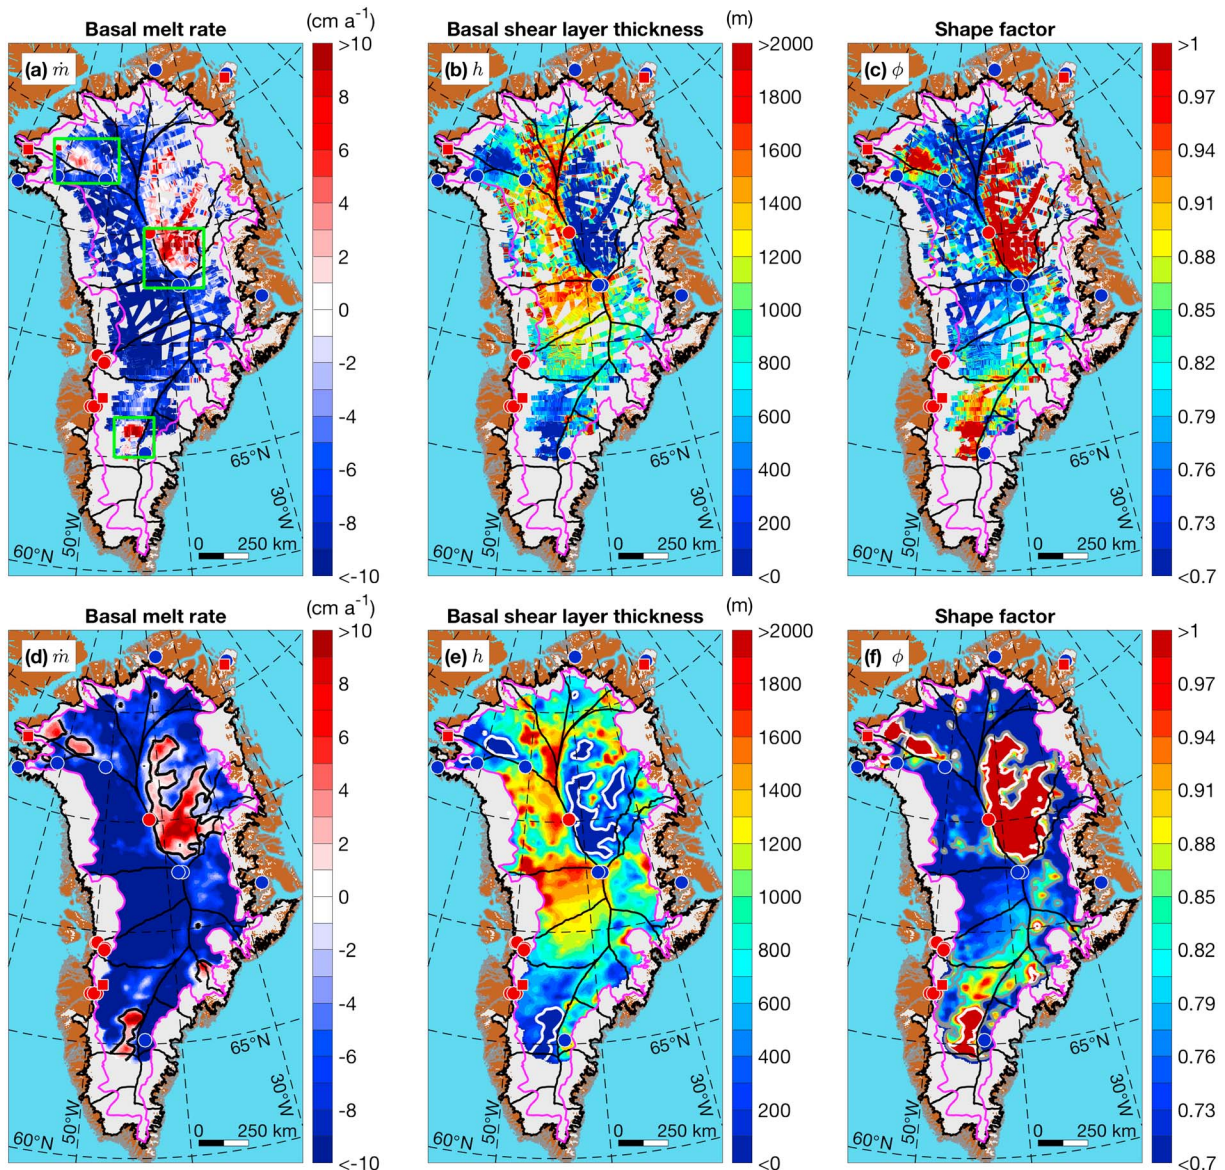 Basal melt rate
(cm a⁻¹)
Basal shear layer thickness
(m)
Shape factor
(a) ṁ
65°N
30°W
60°N
50°W
0 250 km
>10
8
6
4
2
0
-2
-4
-6
-8
<-10
(b) h
65°N
30°W
60°N
50°W
0 250 km
>2000
1800
1600
1400
1200
1000
800
600
400
200
<0
(c) ϕ
65°N
30°W
60°N
50°W
0 250 km
>1
0.97
0.94
0.91
0.88
0.85
0.82
0.79
0.76
0.73
<0.7
Basal melt rate
(cm a⁻¹)
Basal shear layer thickness
(m)
Shape factor
(d) ṁ
65°N
30°W
60°N
50°W
0 250 km
>10
8
6
4
2
0
-2
-4
-6
-8
<-10
(e) h
65°N
30°W
60°N
50°W
0 250 km
>2000
1800
1600
1400
1200
1000
800
600
400
200
<0
(f) ϕ
65°N
30°W
60°N
50°W
0 250 km
>1
0.97
0.94
0.91
0.88
0.85
0.82
0.79
0.76
0.73
<0.7